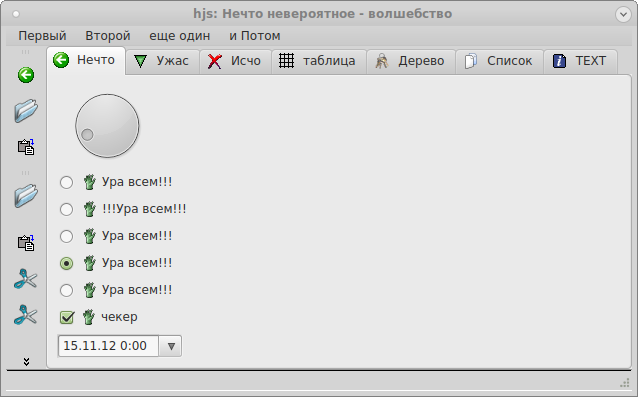 hjs: Нечто невероятное - волшебство
Первый Второй еще один и Потом
Нечто Ужас Исчо таблица Дерево Список TEXT
Ура всем!!!
!!!Ура всем!!!
Ура всем!!!
Ура всем!!!
Ура всем!!!
чекер
15.11.12 0:00